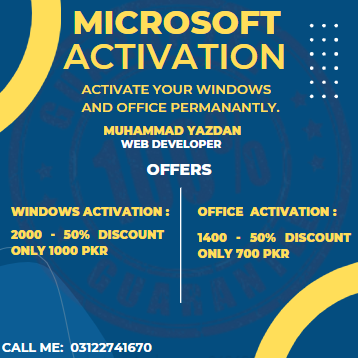 MICROSOFT
ACTIVATION
ACTIVATE YOUR WINDOWS
AND OFFICE PERMANANTLY.
MUHAMMAD YAZDAN
WEB DEVELOPER
OFFERS
WINDOWS ACTIVATION :
2000 - 50% DISCOUNT
ONLY 1000 PKR
OFFICE ACTIVATION :
1400 - 50% DISCOUNT
ONLY 700 PKR
CALL ME: 03122741670